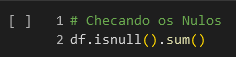 [ ] 1 # Checando os Nulos
2 df.isnull().sum()